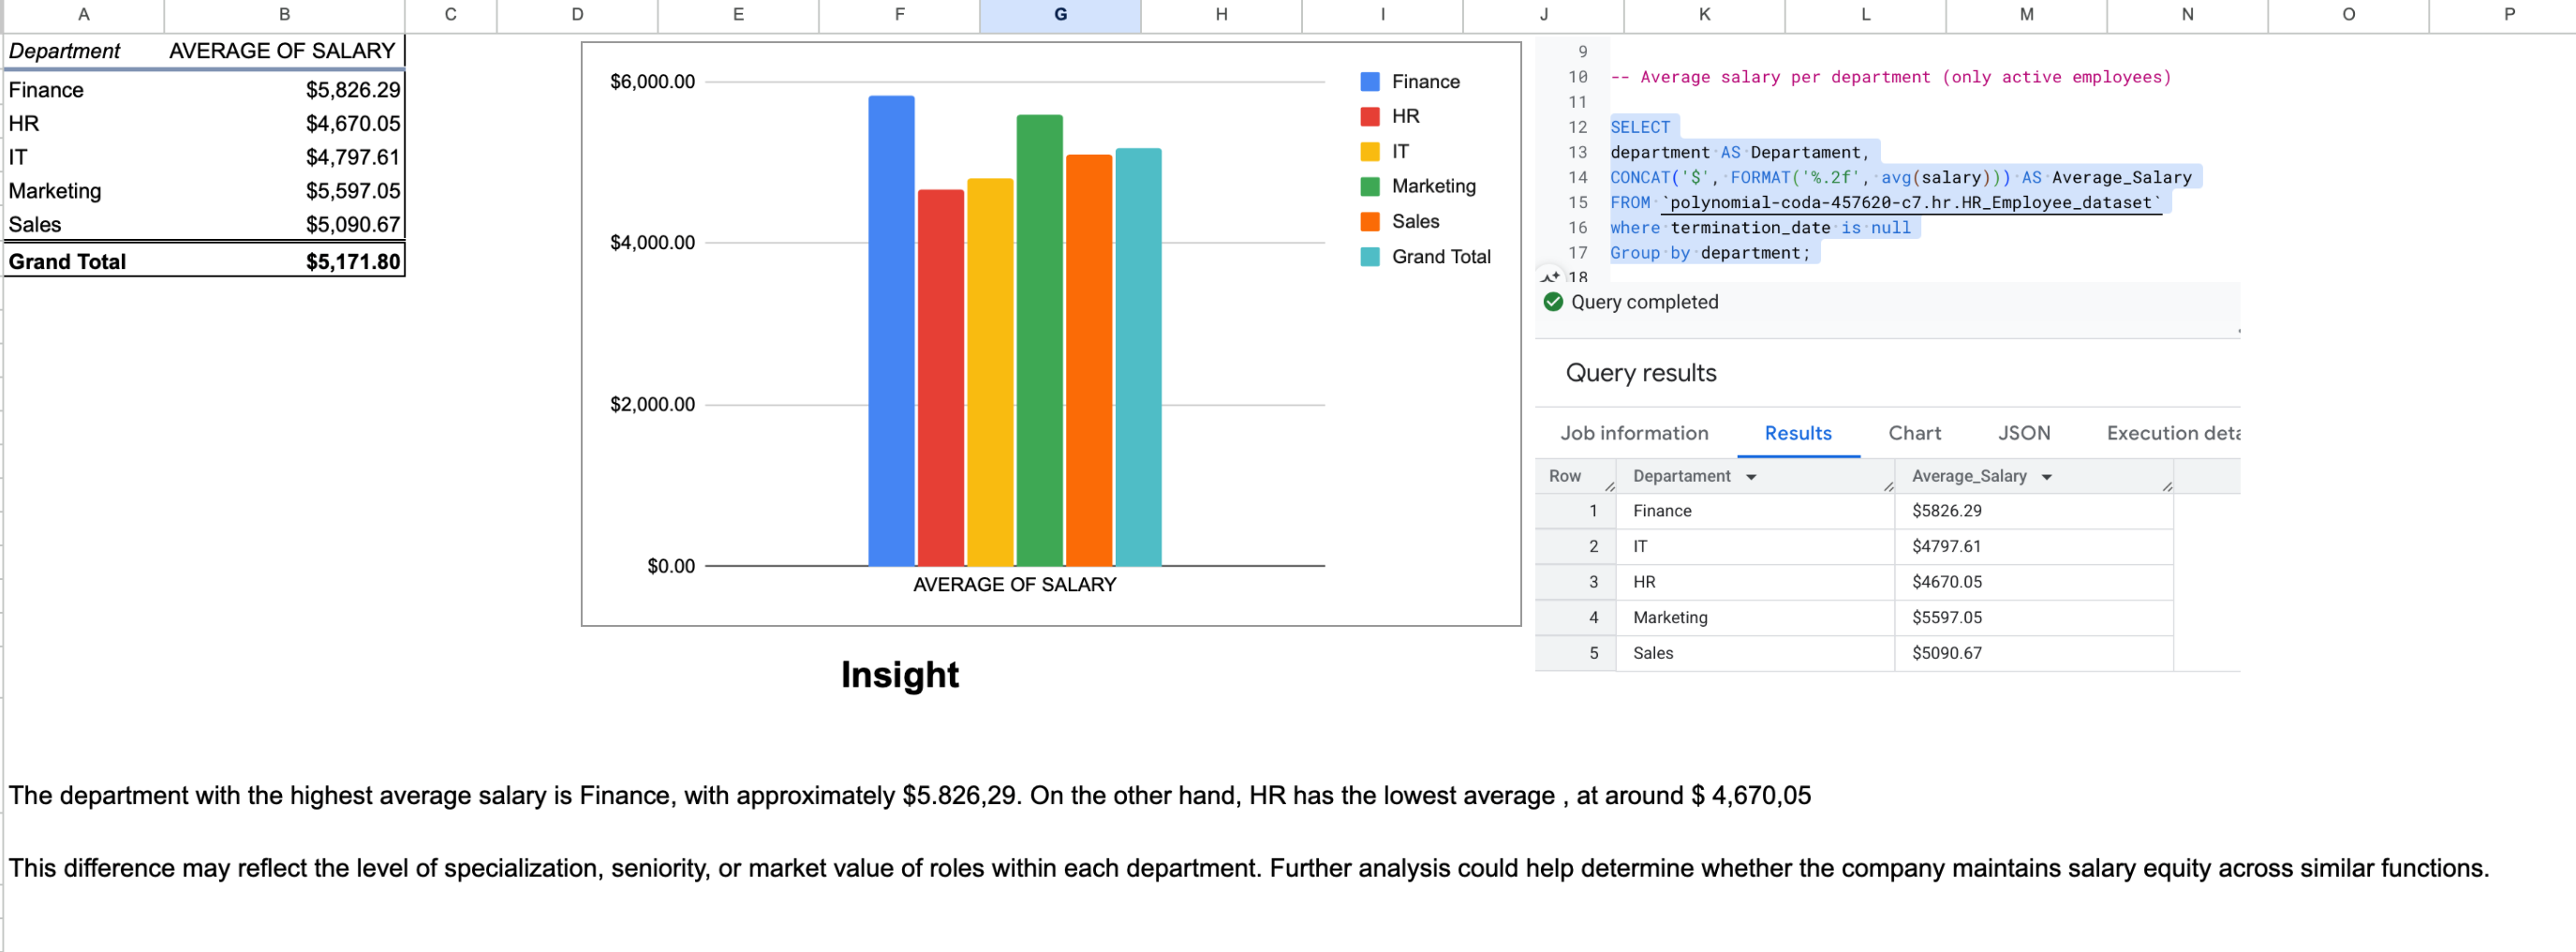 A B C D E F G H I J K L M N O P
Department AVERAGE OF SALARY
Finance $5,826.29
HR $4,670.05
IT $4,797.61
Marketing $5,597.05
Sales $5,090.67
Grand Total $5,171.80
$6,000.00
$4,000.00
$2,000.00
$0.00
AVERAGE OF SALARY
Finance
HR
IT
Marketing
Sales
Grand Total
9
10 -- Average salary per department (only active employees)
11
12 SELECT
13 department AS Departament,
14 CONCAT('$', FORMAT('%.2f', avg(salary))) AS Average_Salary
15 FROM `polynomial-coda-457620-c7.hr.HR_Employee_dataset`
16 where termination_date is null
17 Group by department;
18
Query completed
Query results
Job information Results Chart JSON Execution deta
Row Departament Average_Salary
1 Finance $5826.29
2 IT $4797.61
3 HR $4670.05
4 Marketing $5597.05
5 Sales $5090.67
Insight
The department with the highest average salary is Finance, with approximately $5.826,29. On the other hand, HR has the lowest average , at around $ 4,670,05
This difference may reflect the level of specialization, seniority, or market value of roles within each department. Further analysis could help determine whether the company maintains salary equity across similar functions.